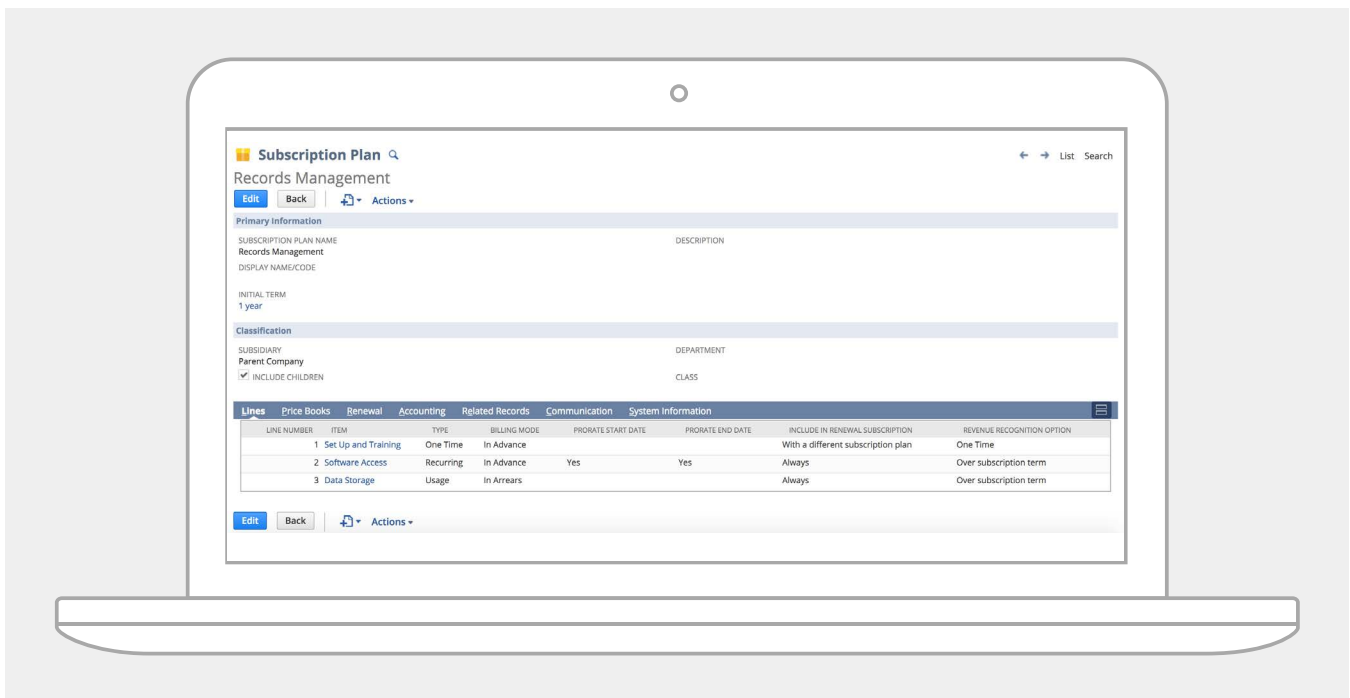 Subscription Plan
List Search
Records Management
Edit Back Actions
Primary Information
SUBSCRIPTION PLAN NAME
Records Management
DESCRIPTION
DISPLAY NAME/CODE
INITIAL TERM
1 year
Classification
SUBSIDIARY
Parent Company
DEPARTMENT
INCLUDE CHILDREN
CLASS
Lines Price Books Renewal Accounting Related Records Communication System Information
LINE NUMBER ITEM TYPE BILLING MODE PRORATE START DATE PRORATE END DATE INCLUDE IN RENEWAL SUBSCRIPTION REVENUE RECOGNITION OPTION
1 Set Up and Training One Time In Advance With a different subscription plan One Time
2 Software Access Recurring In Advance Yes Yes Always Over subscription term
3 Data Storage Usage In Arrears Always Over subscription term
Edit Back Actions